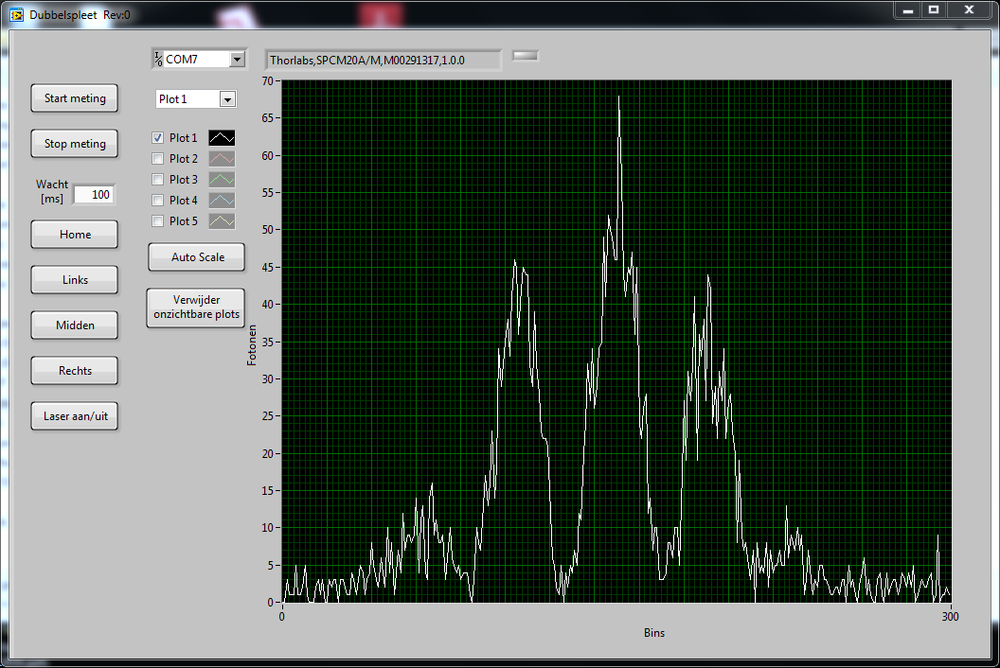 Dubbelspleet Rev:0
COM7
Thorlabs,SPCM20A/M,M00291317,1.0.0
Start meting
Stop meting
Wacht
[ms]
100
Home
Links
Midden
Rechts
Laser aan/uit
Plot 1
Plot 1
Plot 2
Plot 3
Plot 4
Plot 5
Auto Scale
Verwijder
onzichtbare plots
Fotonen
70
65
60
55
50
45
40
35
30
25
20
15
10
5
0
0
300
Bins